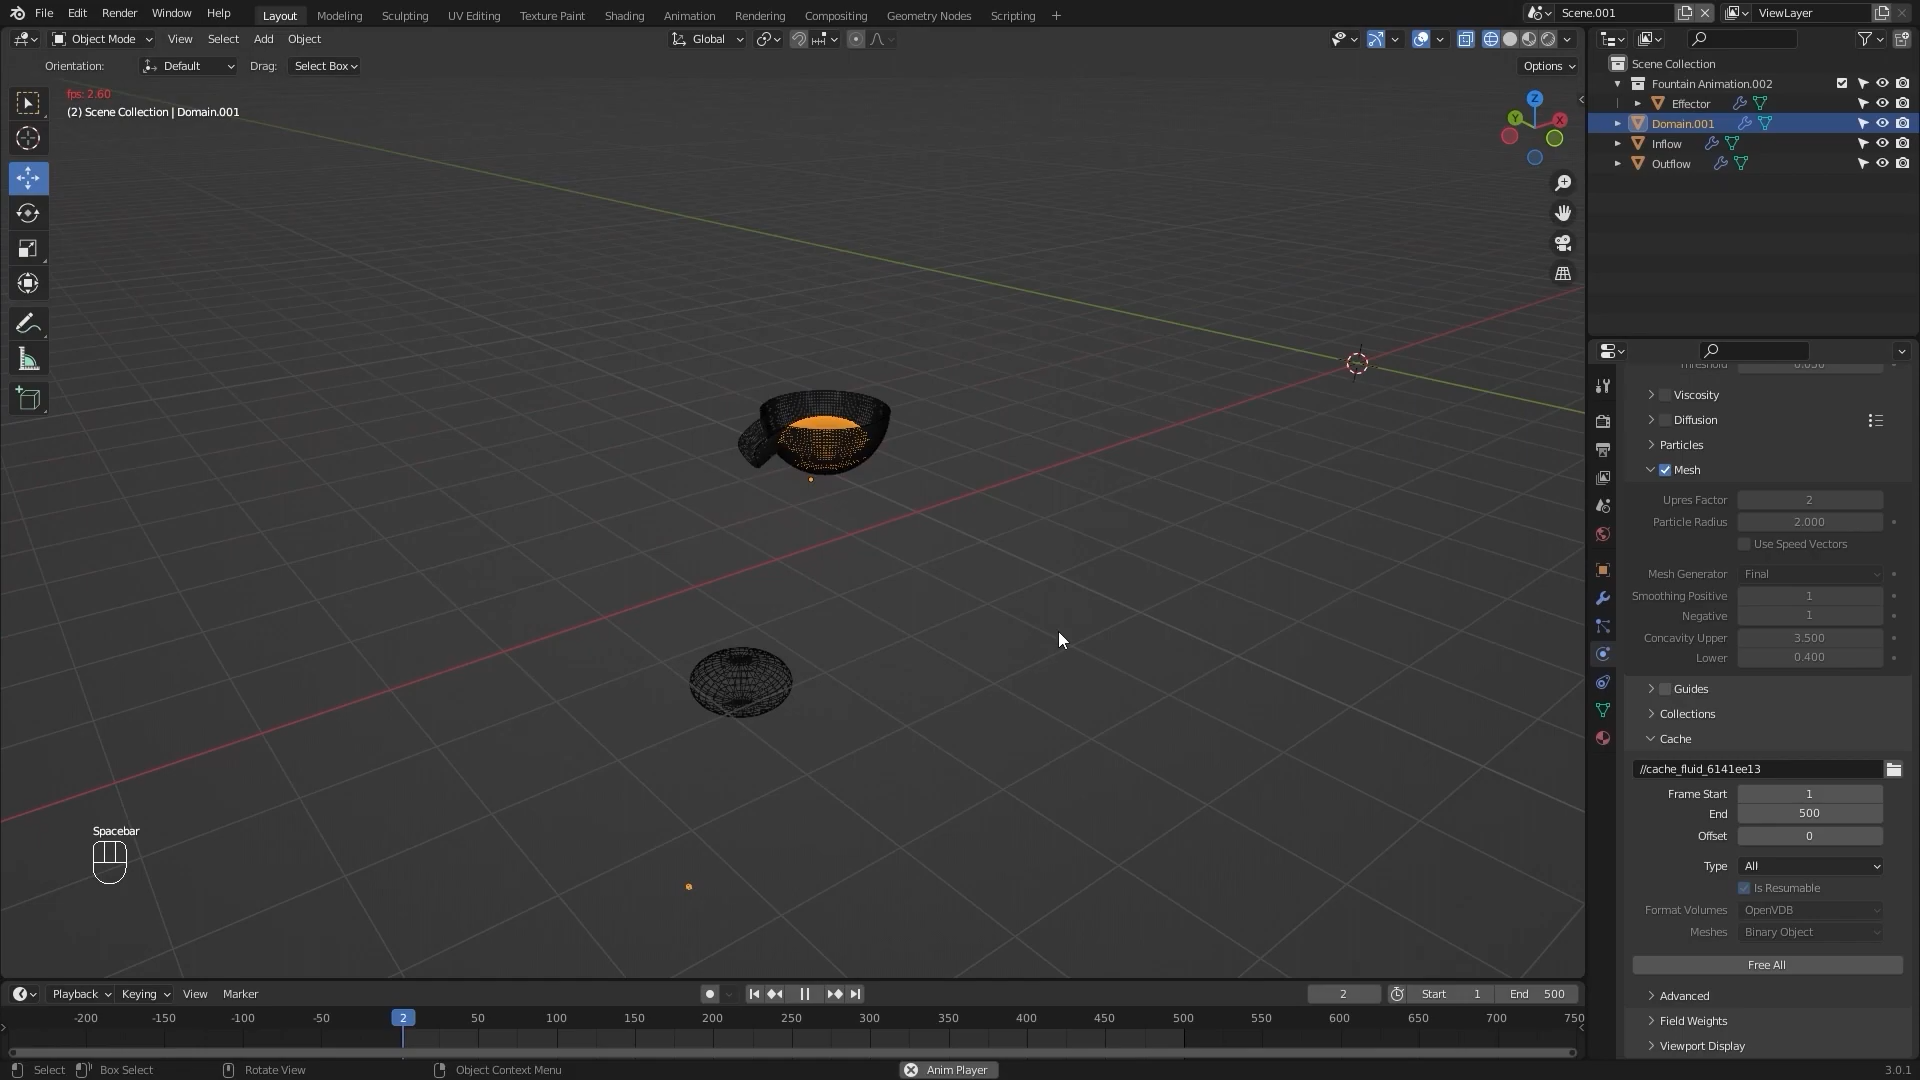 File Edit Render Window Help Layout Modeling Sculpting UV Editing Texture Paint Shading Animation Rendering Compositing Geometry Nodes Scripting + Scene.001 ViewLayer
Object Mode View Select Add Object Global
Orientation: Default Drag: Select Box Options
fps: 2.60
(2) Scene Collection | Domain.001
Z
Y
X
Scene Collection
Fountain Animation.002
Effector
Domain.001
Inflow
Outflow
Viscosity
Diffusion
Particles
Mesh
Upres Factor 2
Particle Radius 2.000
Use Speed Vectors
Mesh Generator Final
Smoothing Positive 1
Negative 1
Concavity Upper 3.500
Lower 0.400
Guides
Collections
Cache
//cache_fluid_6141ee13
Frame Start 1
End 500
Offset 0
Type All
Is Resumable
Format Volumes OpenVDB
Meshes Binary Object
Free All
Advanced
Field Weights
Viewport Display
Spacebar
Playback Keying View Marker 2 Start 1 End 500
-200 -150 -100 -50 2 50 100 150 200 250 300 350 400 450 500 550 600 650 700 750
Select Box Select Rotate View Object Context Menu Anim Player 3.0.1